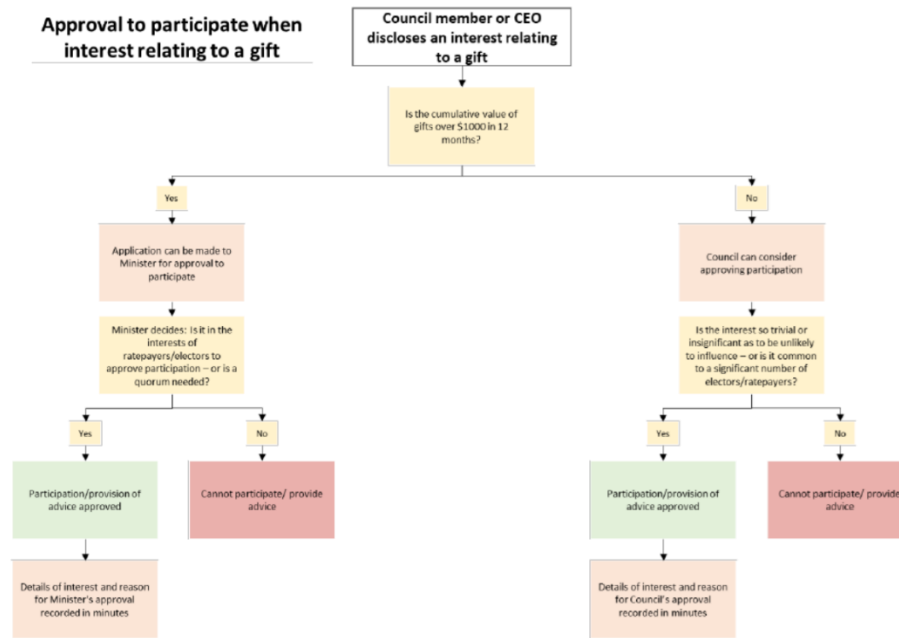 Approval to participate when
interest relating to a gift
Council member or CEO
discloses an interest relating
to a gift
Is the cumulative value of
gifts over $1000 in 12
months?
Yes
No
Application can be made to
Minister for approval to
participate
Council can consider
approving participation
Minister decides: Is it in the
interests of
ratepayers/electors to
approve participation – or is a
quorum needed?
Is the interest so trivial or
insignificant as to be unlikely
to influence – or is it common
to a significant number of
electors/ratepayers?
Yes
No
Yes
No
Participation/provision of
advice approved
Cannot participate/ provide
advice
Participation/provision of
advice approved
Cannot participate/ provide
advice
Details of interest and reason
for Minister's approval
recorded in minutes
Details of interest and reason
for Council's approval
recorded in minutes